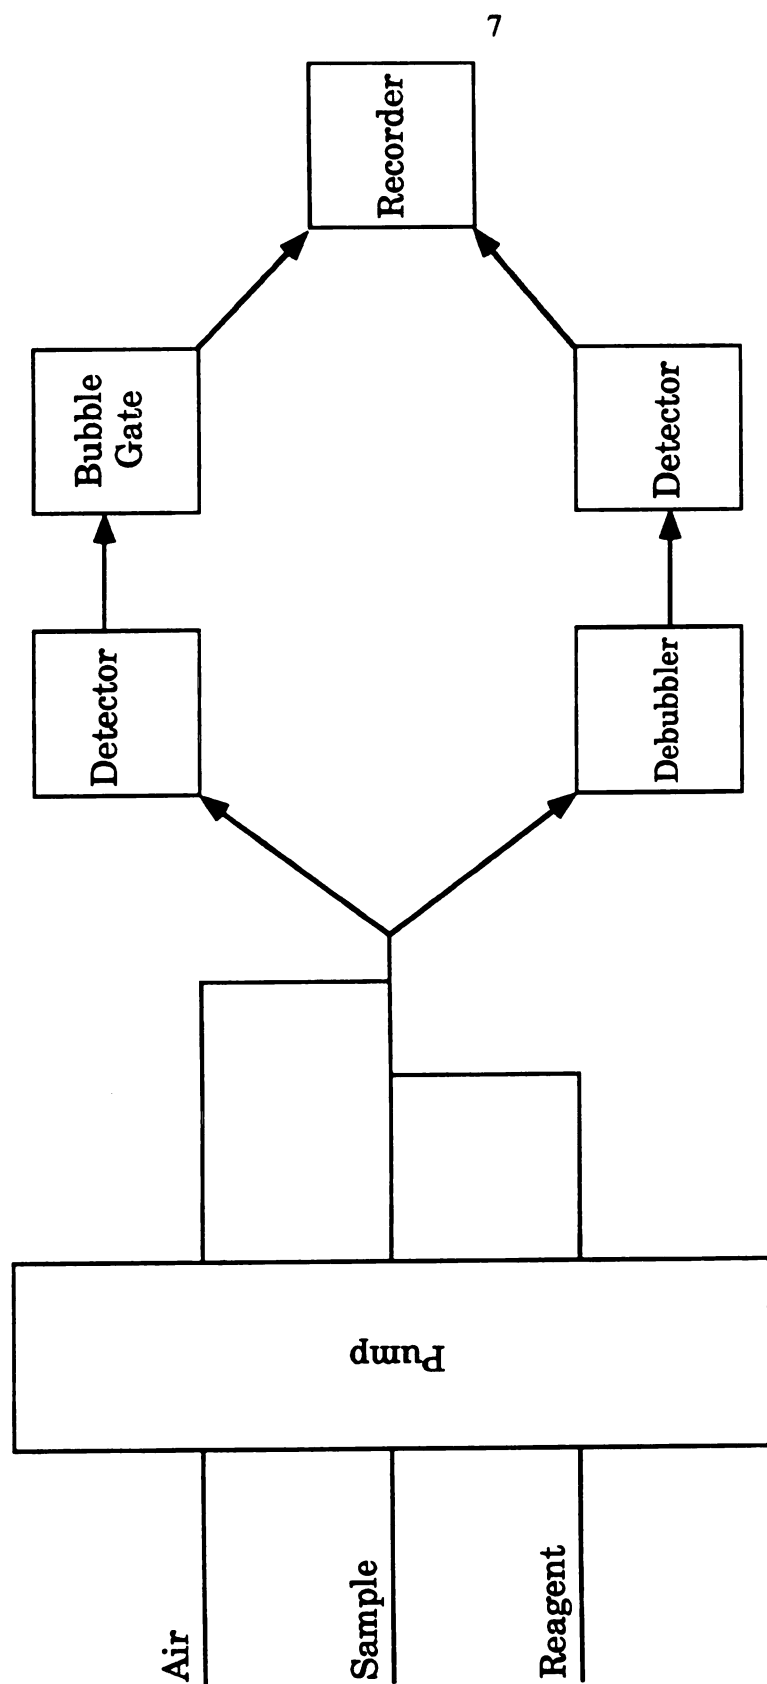 7
Air
Sample
Reagent
Pump
Detector
Bubble
Gate
Debubbler
Detector
Recorder